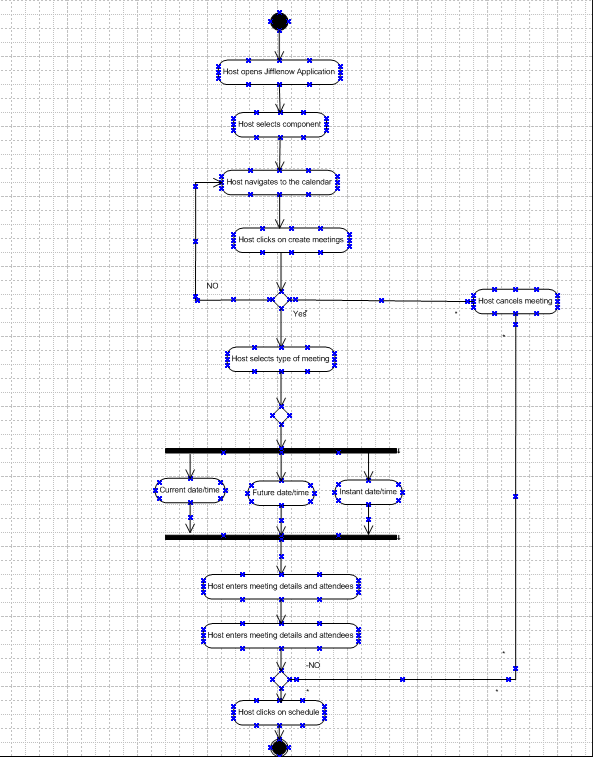 Host opens Jifflenow Application
Host selects component
Host navigates to the calendar
Host clicks on create meetings
NO
Yes
Host cancels meeting
Host selects type of meeting
Current date/time
Future date/time
Instant date/time
Host enters meeting details and attendees
Host enters meeting details and attendees
-NO
Host clicks on schedule